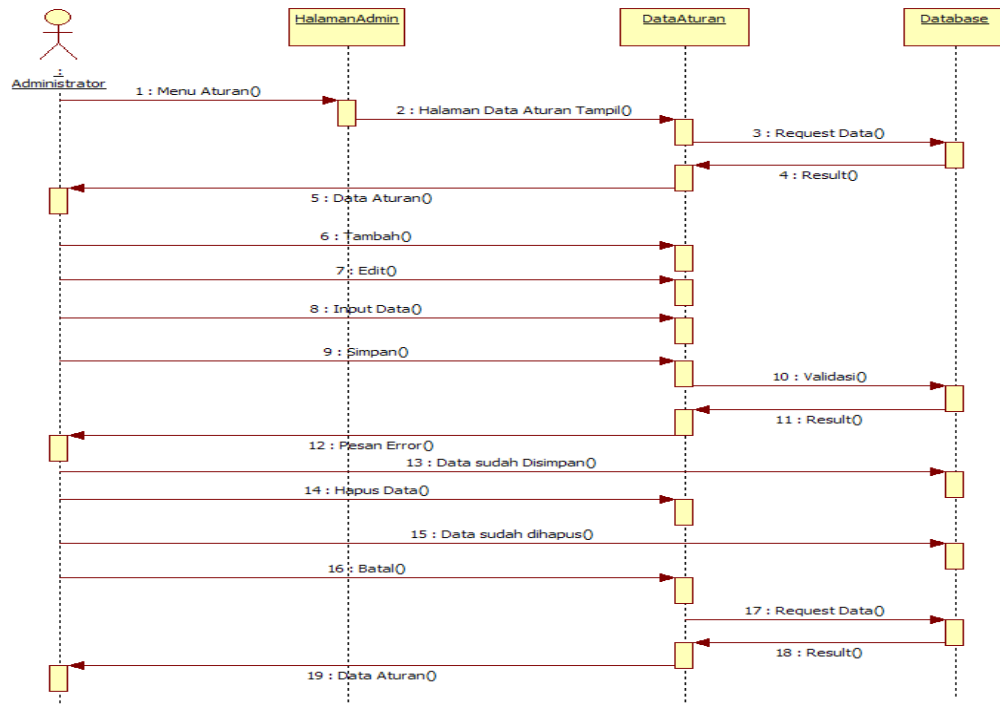 HalamanAdmin
DataAturan
Database
:
Administrator
1 : Menu Aturan()
2 : Halaman Data Aturan Tampil()
3 : Request Data()
4 : Result()
5 : Data Aturan()
6 : Tambah()
7 : Edit()
8 : Input Data()
9 : Simpan()
10 : Validasi()
11 : Result()
12 : Pesan Error()
13 : Data sudah Disimpan()
14 : Hapus Data()
15 : Data sudah dihapus()
16 : Batal()
17 : Request Data()
18 : Result()
19 : Data Aturan()